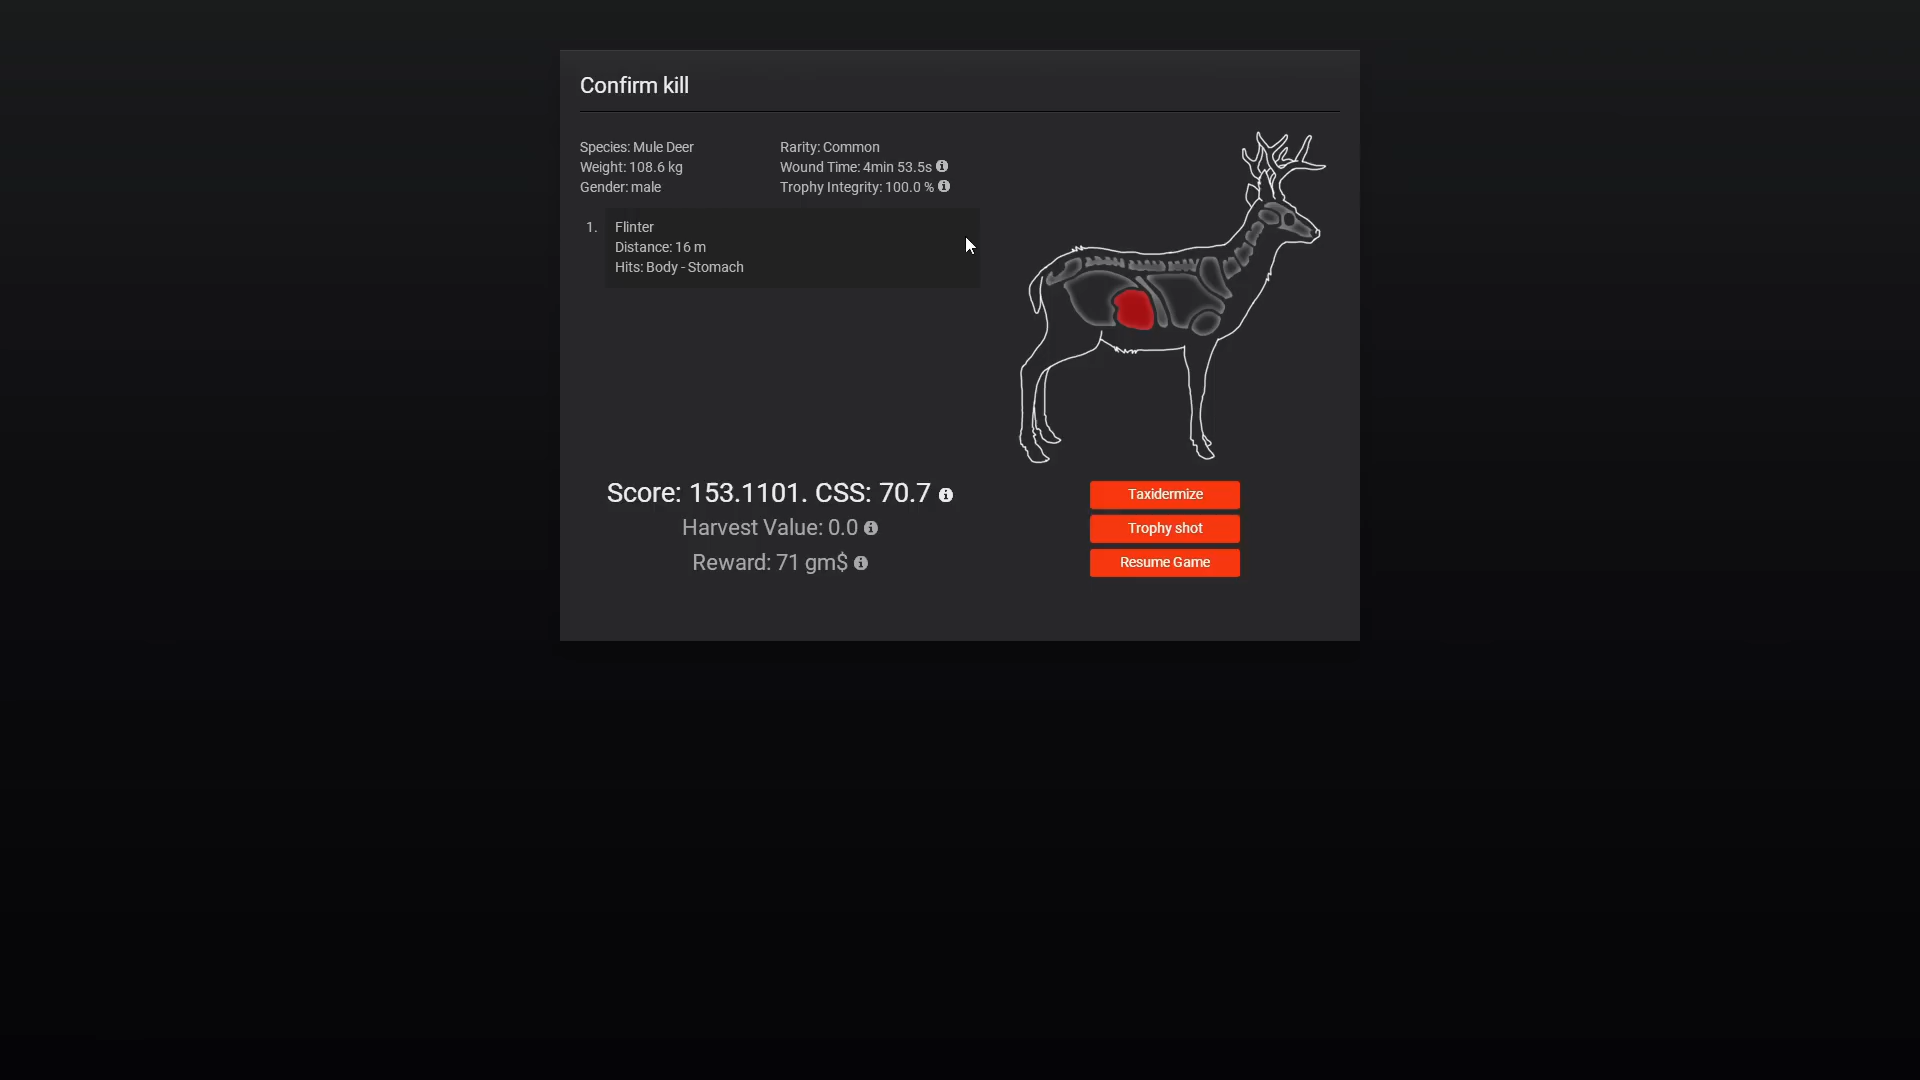 Confirm kill
Species: Mule Deer
Weight: 108.6 kg
Gender: male
Rarity: Common
Wound Time: 4min 53.5s
Trophy Integrity: 100.0 %
1.
Flinter
Distance: 16 m
Hits: Body - Stomach
Score: 153.1101. CSS: 70.7
Harvest Value: 0.0
Reward: 71 gm$
Taxidermize
Trophy shot
Resume Game